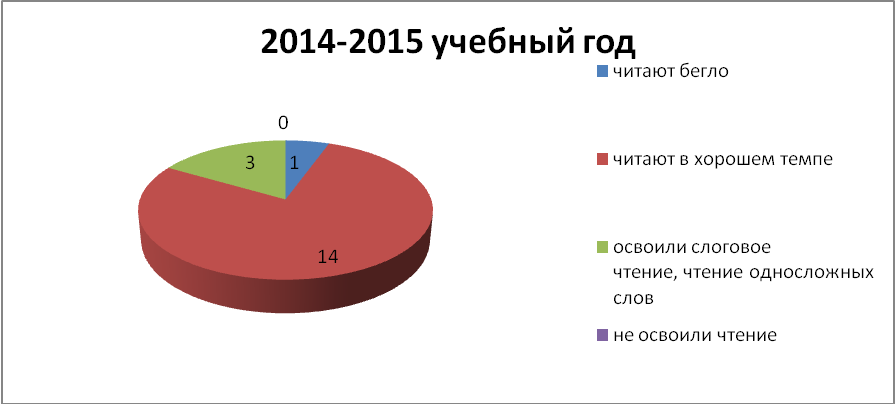 2014-2015 учебный год
читают бегло
0
3
1
читают в хорошем темпе
14
освоили слоговое
чтение, чтение односложных
слов
не освоили чтение